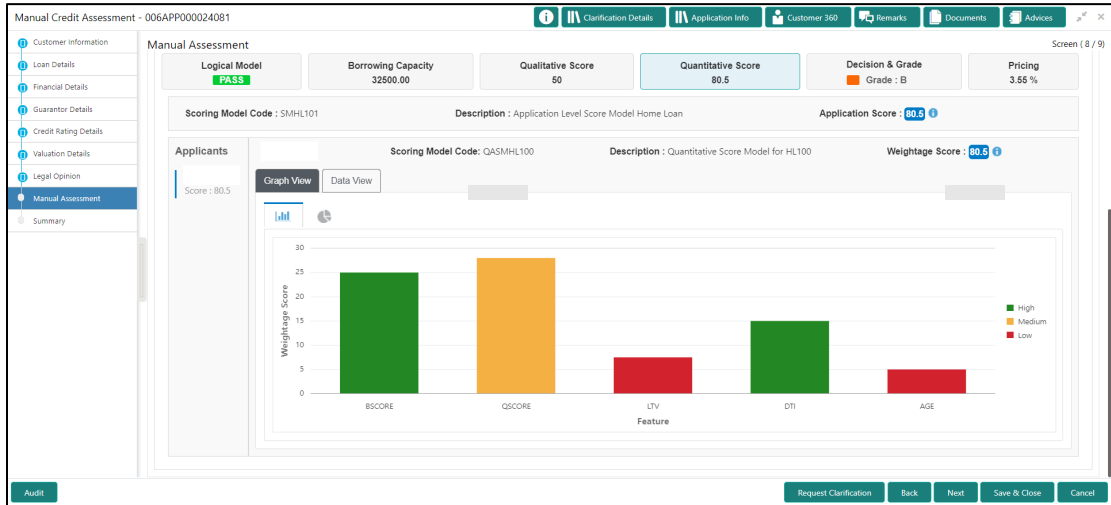 Manual Credit Assessment - 006APP000024081
Clarification Details
Application Info
Customer 360
Remarks
Documents
Advices
Customer Information
Loan Details
Financial Details
Guarantor Details
Credit Rating Details
Valuation Details
Legal Opinion
Manual Assessment
Summary
Manual Assessment
Screen ( 8 / 9)
Logical Model
PASS
Borrowing Capacity
32500.00
Qualitative Score
50
Quantitative Score
80.5
Decision & Grade
Grade : B
Pricing
3.55 %
Scoring Model Code : SMHL101
Description : Application Level Score Model Home Loan
Application Score : 80.5
Applicants
Score : 80.5
Scoring Model Code: QASMHL100
Description : Quantitative Score Model for HL100
Weightage Score : 80.5
Graph View
Data View
30
25
20
15
10
5
0
Weightage Score
BSCORE
QSCORE
LTV
DTI
AGE
Feature
High
Medium
Low
Audit
Request Clarification
Back
Next
Save & Close
Cancel